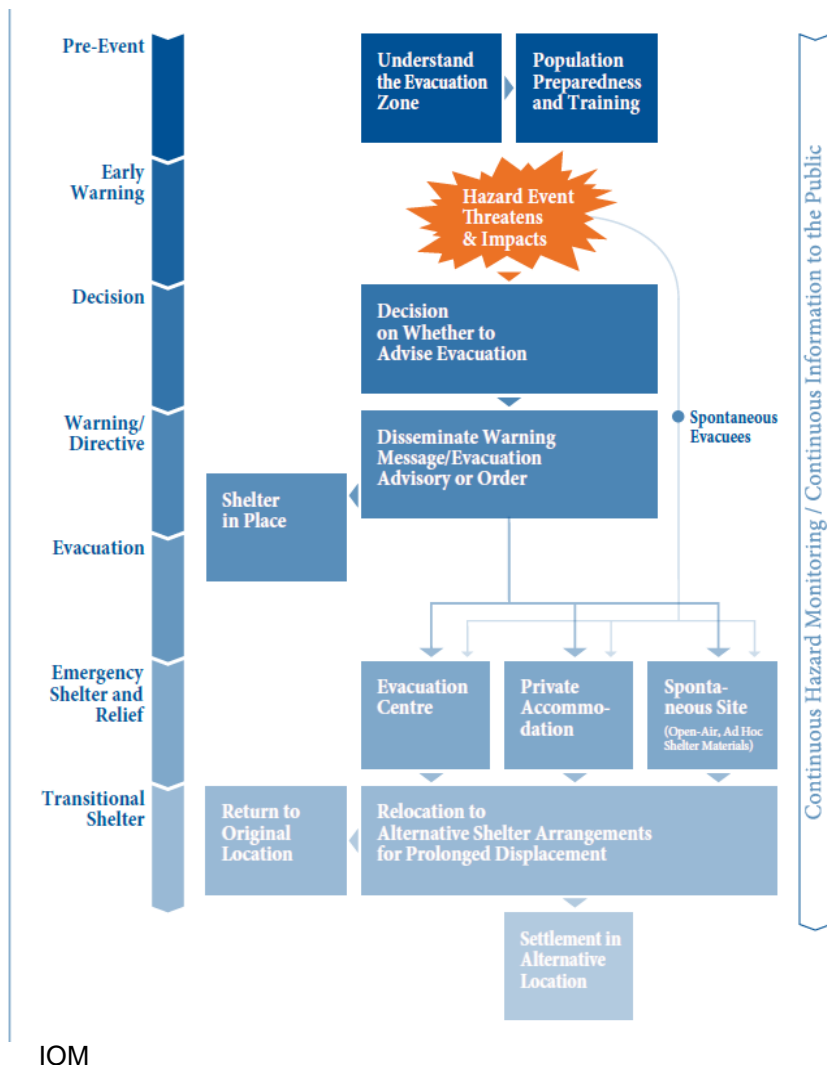 Pre-Event
Understand
the Evacuation
Zone
Population
Preparedness
and Training
Early
Warning
Hazard Event
Threatens
& Impacts
Decision
Decision
on Whether to
Advise Evacuation
Warning/
Directive
Disseminate Warning
Message/Evacuation
Advisory or Order
Spontaneous
Evacuees
Shelter
in Place
Evacuation
Emergency
Shelter and
Relief
Evacuation
Centre
Private
Accommo-
dation
Sponta-
neous Site
(Open-Air, Ad Hoc
Shelter Materials)
Transitional
Shelter
Return to
Original
Location
Relocation to
Alternative Shelter Arrangements
for Prolonged Displacement
Settlement in
Alternative
Location
Continuous Hazard Monitoring / Continuous Information to the Public
IOM